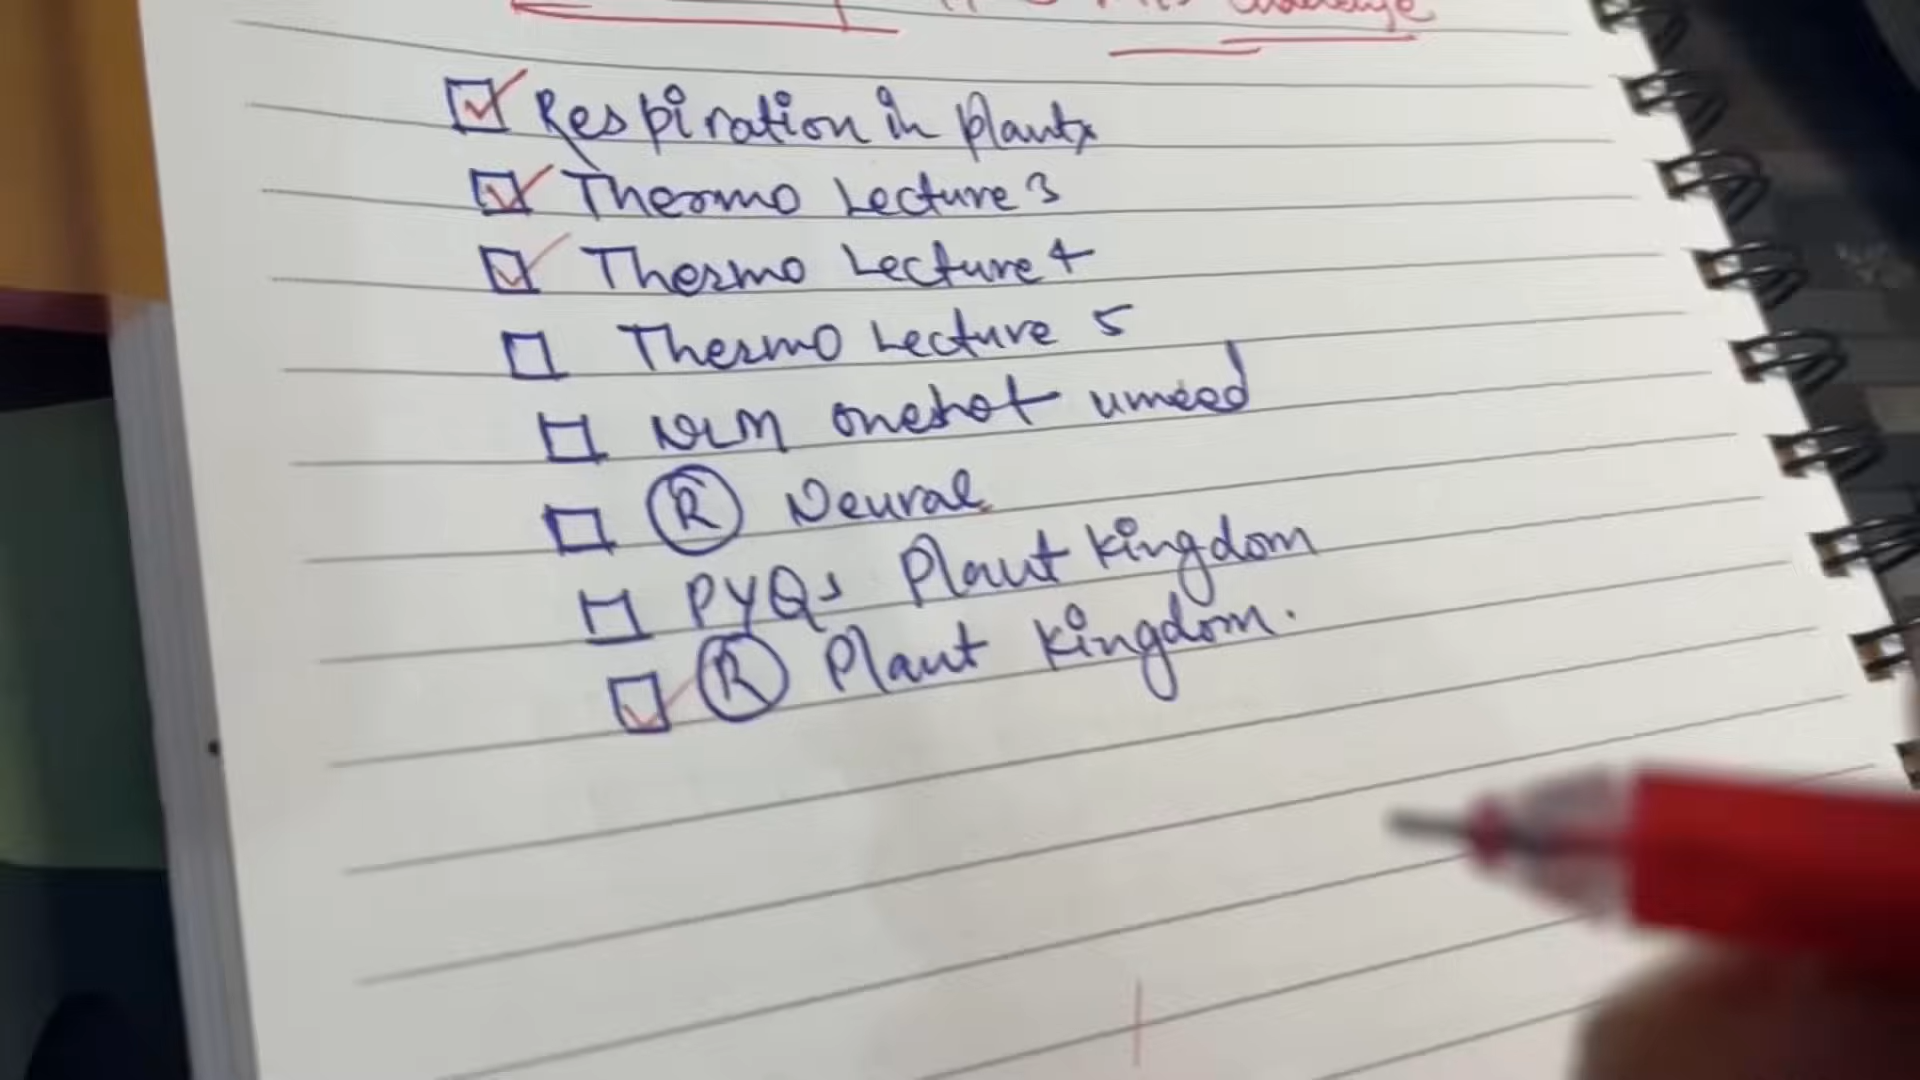 challenge
Respiration in plants
Thermo Lecture 3
Thermo Lecture 4
Thermo Lecture 5
NLM oneshot umeed
R Neural
PYQs Plant kingdom
R Plant kingdom.